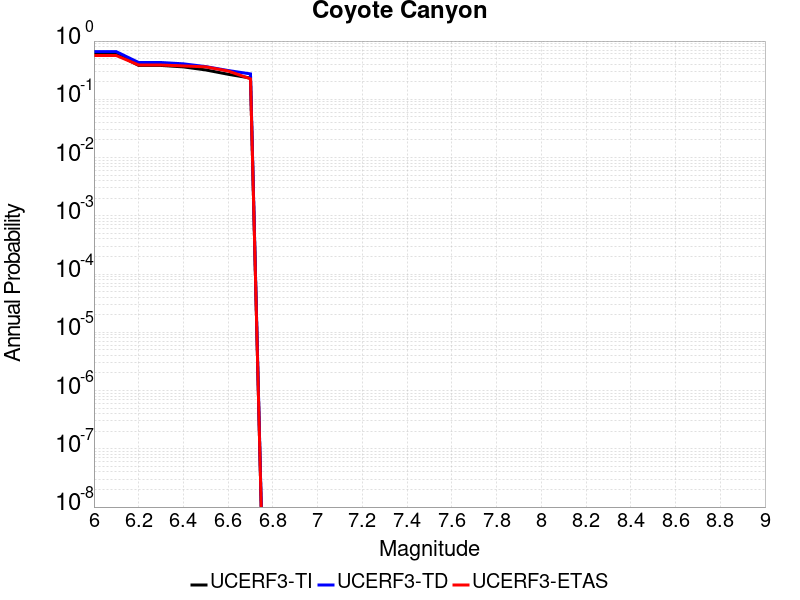 Coyote Canyon
Annual Probability
10^0
10^-1
10^-2
10^-3
10^-4
10^-5
10^-6
10^-7
10^-8
6 6.2 6.4 6.6 6.8 7 7.2 7.4 7.6 7.8 8 8.2 8.4 8.6 8.8 9
Magnitude
UCERF3-TI UCERF3-TD UCERF3-ETAS